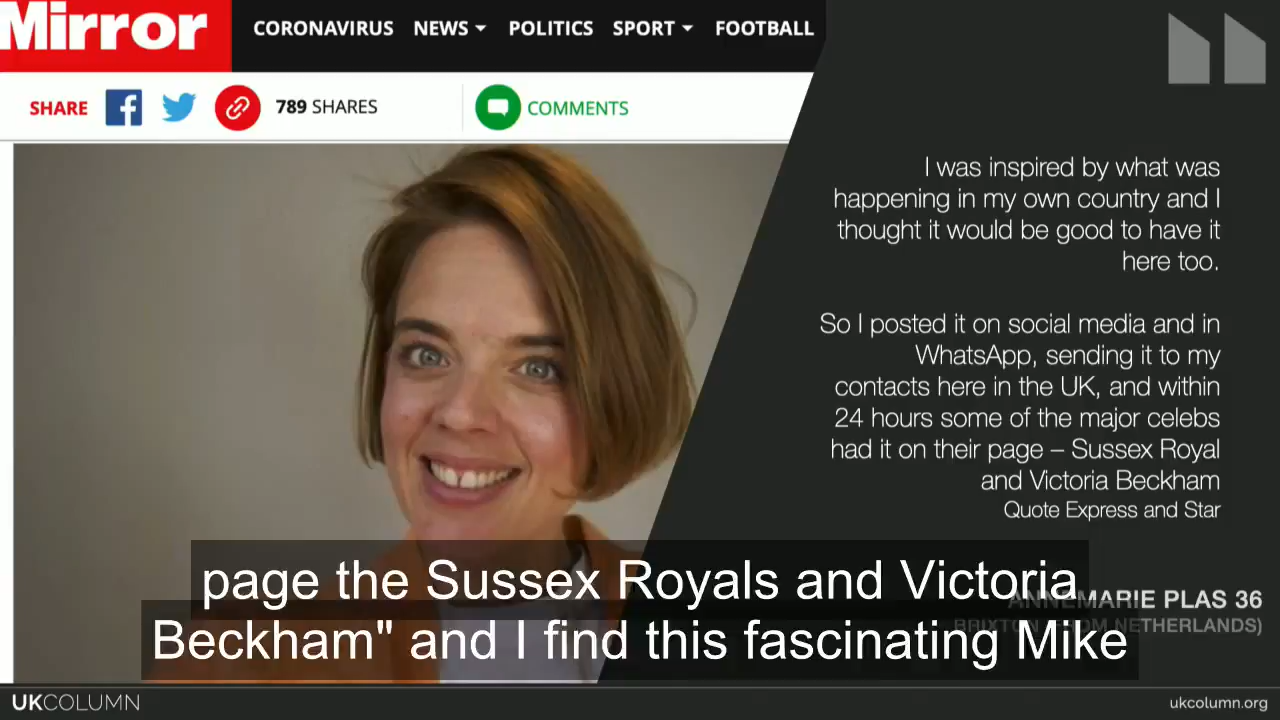 Mirror
CORONAVIRUS NEWS POLITICS SPORT FOOTBALL
SHARE 789 SHARES COMMENTS
I was inspired by what was
happening in my own country and I
thought it would be good to have it
here too.
So I posted it on social media and in
WhatsApp, sending it to my
contacts here in the UK, and within
24 hours some of the major celebs
had it on their page – Sussex Royal
and Victoria Beckham
Quote Express and Star
ANNEMARIE PLAS 36
BRIXTON (FROM NETHERLANDS)
page the Sussex Royals and Victoria
Beckham" and I find this fascinating Mike
UKCOLUMN
ukcolumn.org